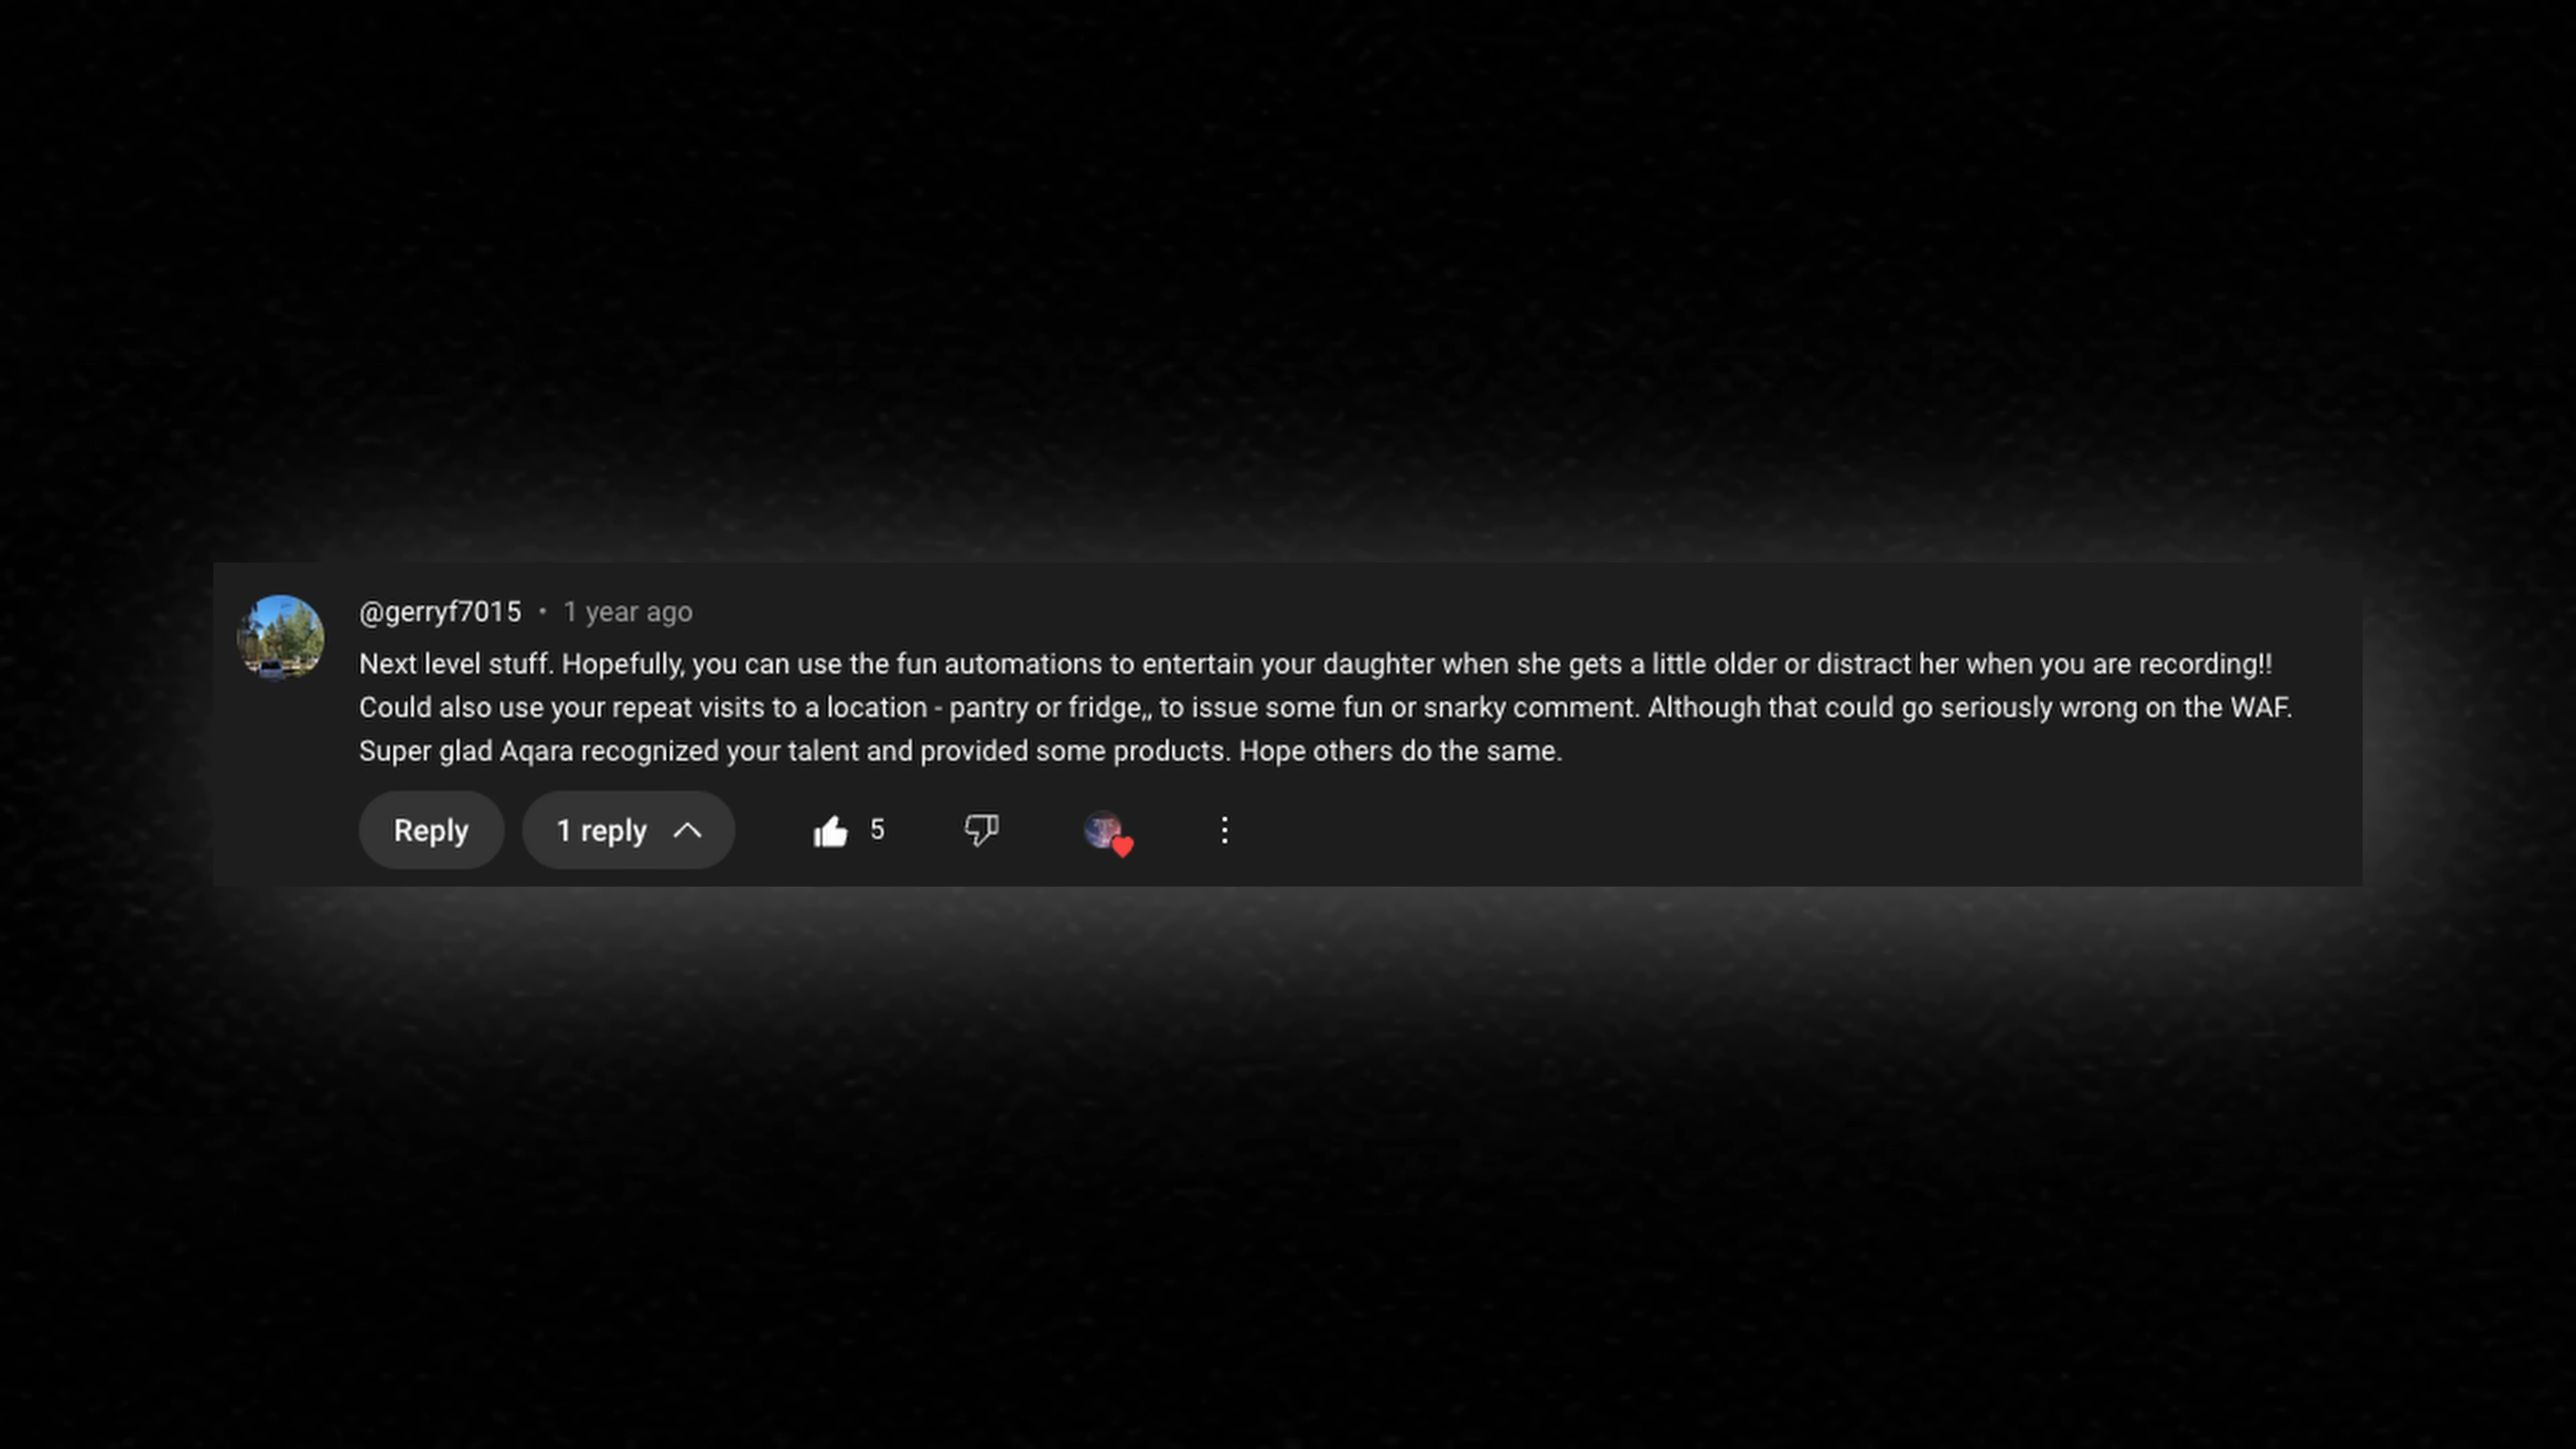 @gerryf7015 • 1 year ago
Next level stuff. Hopefully, you can use the fun automations to entertain your daughter when she gets a little older or distract her when you are recording!!
Could also use your repeat visits to a location - pantry or fridge,, to issue some fun or snarky comment. Although that could go seriously wrong on the WAF.
Super glad Aqara recognized your talent and provided some products. Hope others do the same.
Reply 1 reply 5